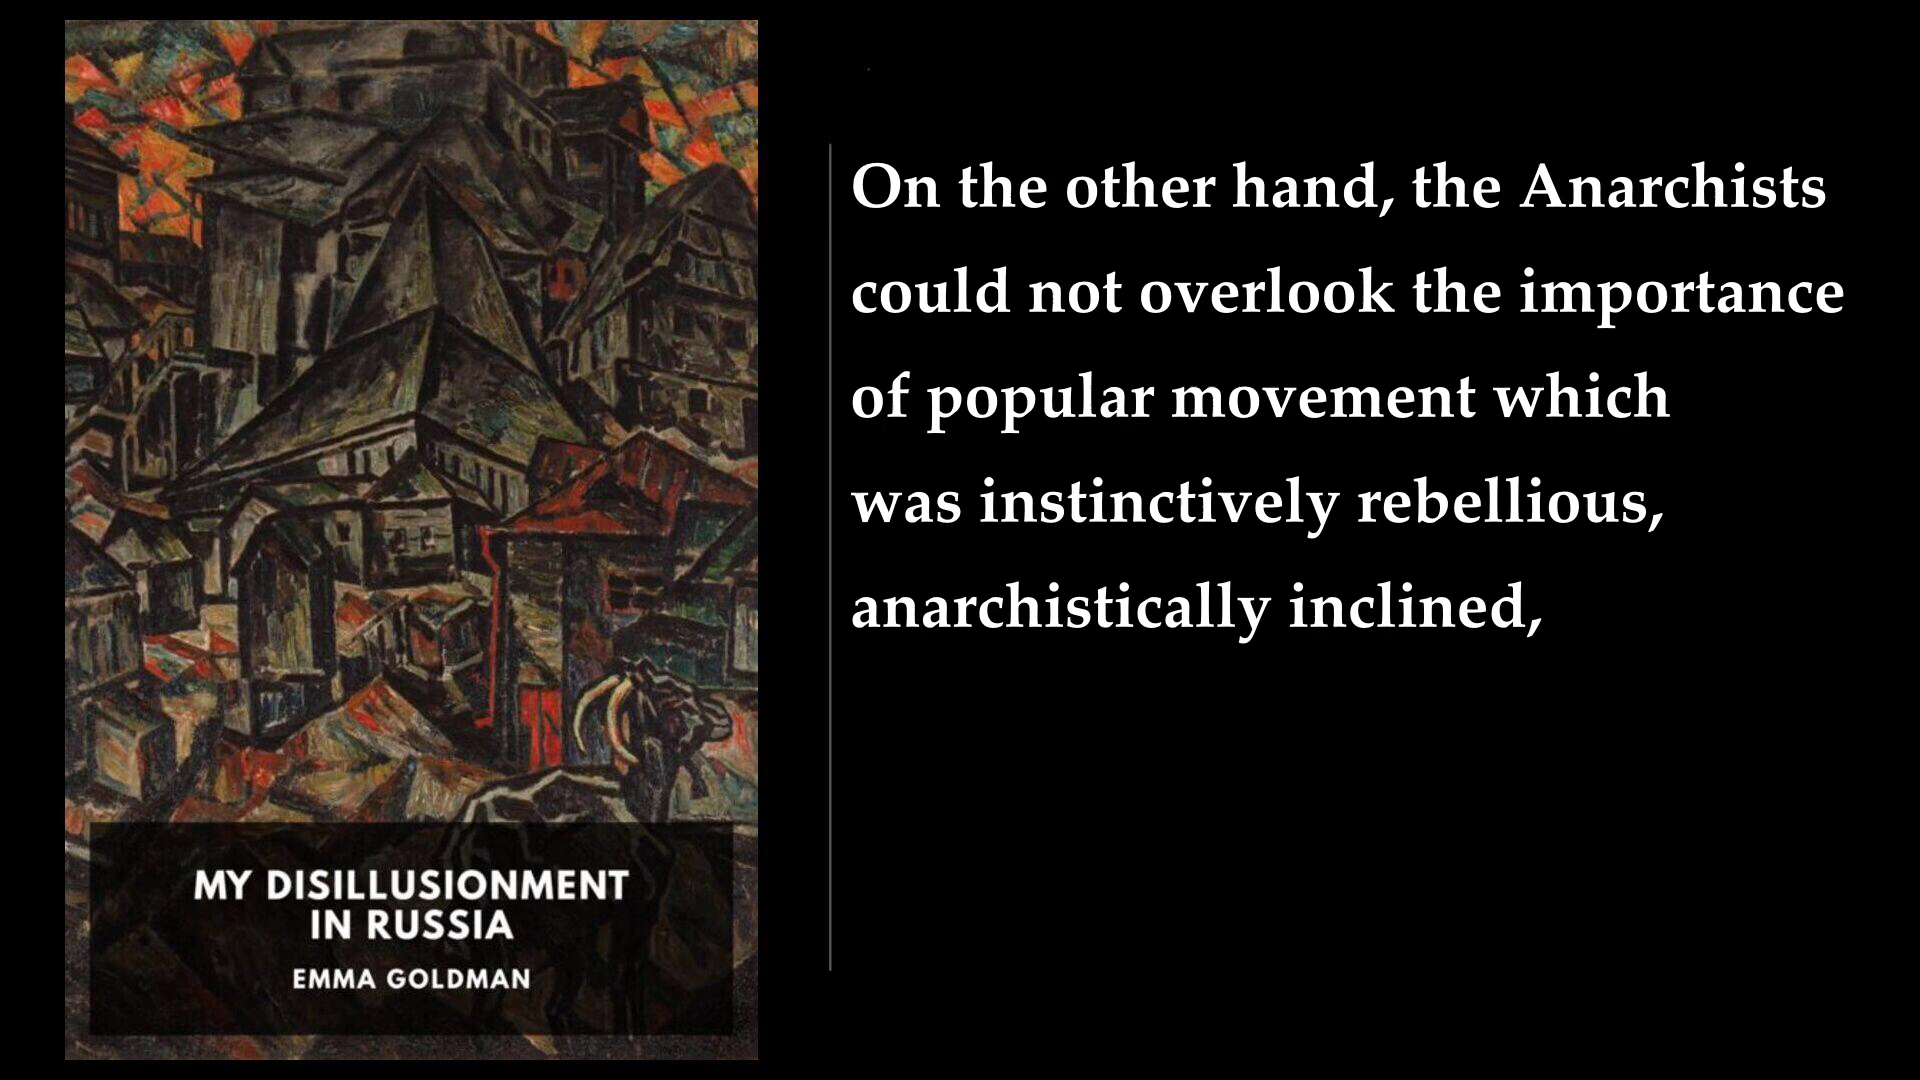 On the other hand, the Anarchists
could not overlook the importance
of popular movement which
was instinctively rebellious,
anarchistically inclined,
MY DISILLUSIONMENT
IN RUSSIA
EMMA GOLDMAN